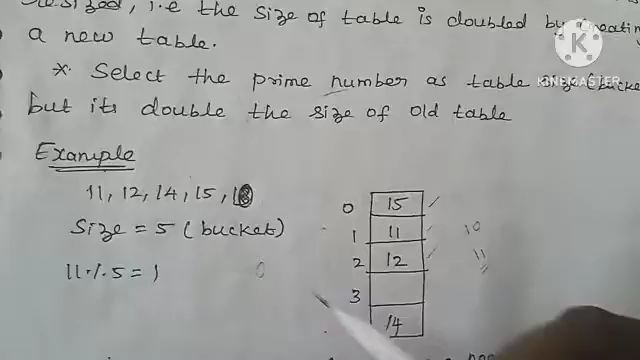 resized, i.e the size of table is doubled by creating
a new table.
* Select the prime number as table size (bucket
but its double the size of old table
Example
11, 12, 14, 15,
Size = 5 (bucket)
11 % 5 = 1
0 15
1 11
2 12
3
14
10
11
K
KINEMASTER